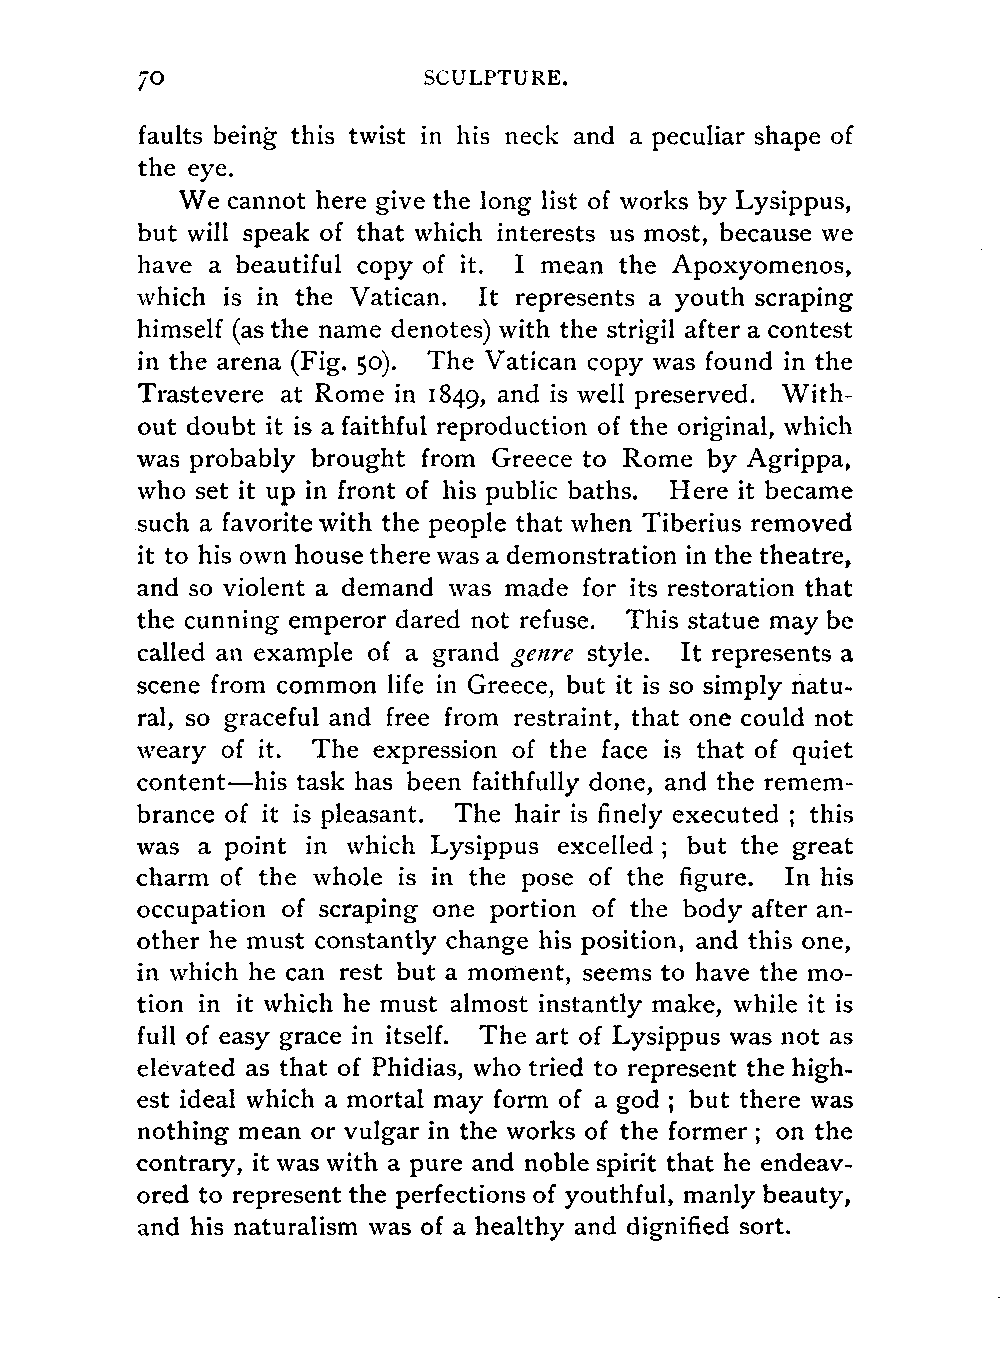 70 SCULPTURE.
faults being this twist in his neck and a peculiar shape of
the eye.
We cannot here give the long list of works by Lysippus,
but will speak of that which interests us most, because we
have a beautiful copy of it. I mean the Apoxyomenos,
which is in the Vatican. It represents a youth scraping
himself (as the name denotes) with the strigil after a contest
in the arena (Fig. 50). The Vatican copy was found in the
Trastevere at Rome in 1849, and is well preserved. With-
out doubt it is a faithful reproduction of the original, which
was probably brought from Greece to Rome by Agrippa,
who set it up in front of his public baths. Here it became
such a favorite with the people that when Tiberius removed
it to his own house there was a demonstration in the theatre,
and so violent a demand was made for its restoration that
the cunning emperor dared not refuse. This statue may be
called an example of a grand genre style. It represents a
scene from common life in Greece, but it is so simply natu-
ral, so graceful and free from restraint, that one could not
weary of it. The expression of the face is that of quiet
content—his task has been faithfully done, and the remem-
brance of it is pleasant. The hair is finely executed ; this
was a point in which Lysippus excelled ; but the great
charm of the whole is in the pose of the figure. In his
occupation of scraping one portion of the body after an-
other he must constantly change his position, and this one,
in which he can rest but a moment, seems to have the mo-
tion in it which he must almost instantly make, while it is
full of easy grace in itself. The art of Lysippus was not as
elevated as that of Phidias, who tried to represent the high-
est ideal which a mortal may form of a god ; but there was
nothing mean or vulgar in the works of the former ; on the
contrary, it was with a pure and noble spirit that he endeav-
ored to represent the perfections of youthful, manly beauty,
and his naturalism was of a healthy and dignified sort.